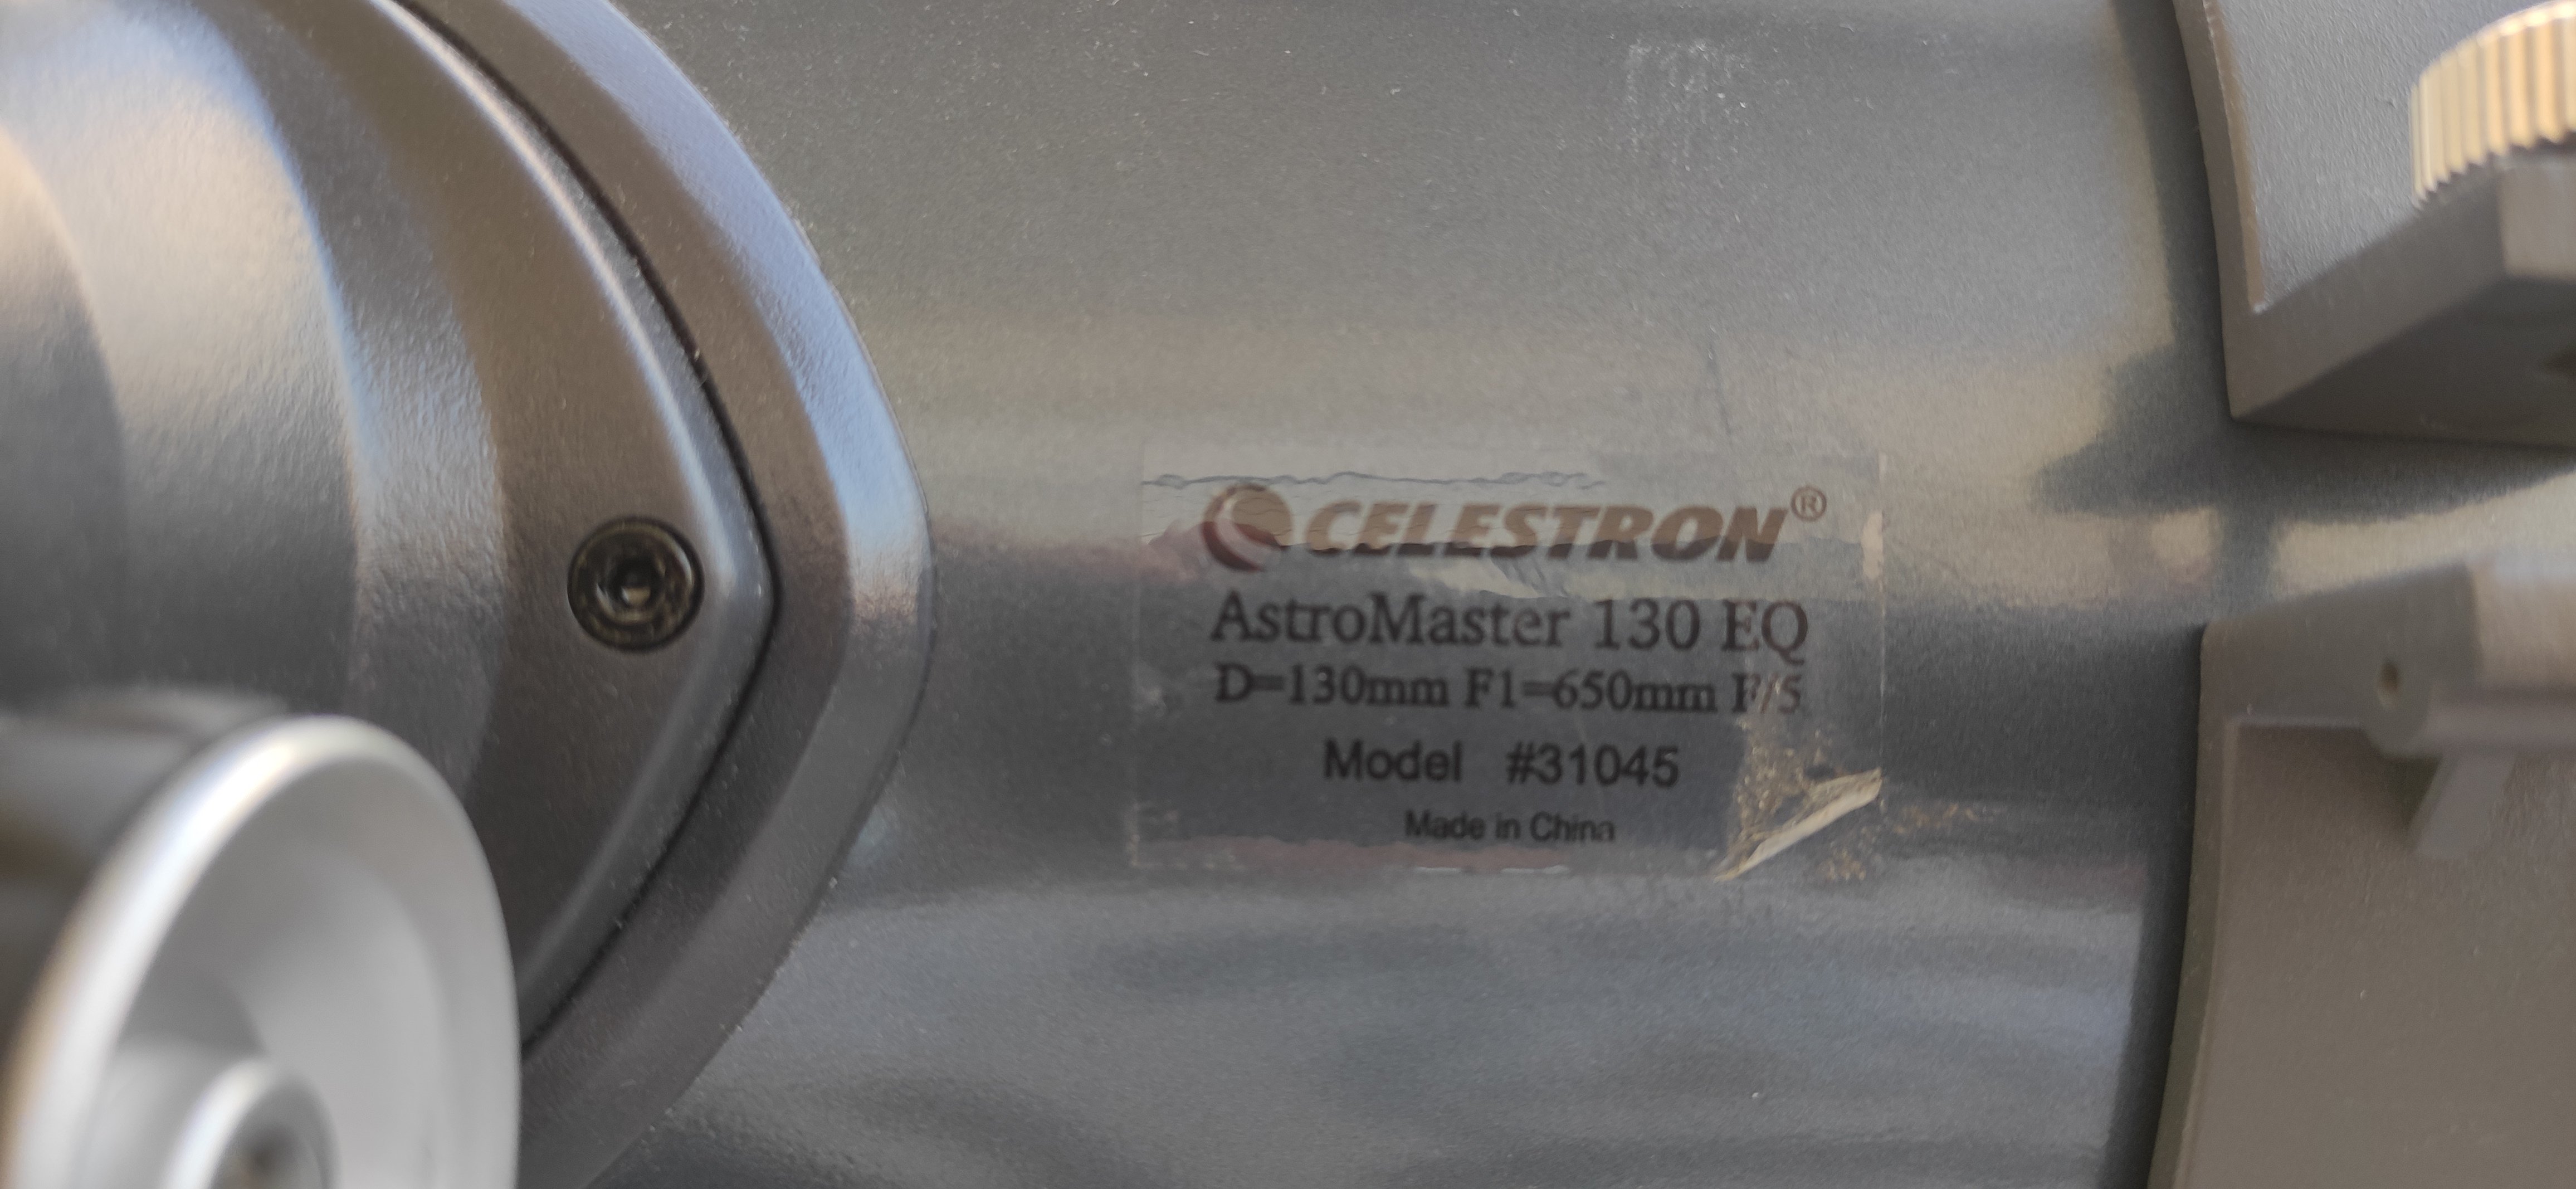 CELESTRON®
AstroMaster 130 EQ
D=130mm F1=650mm F/5
Model #31045
Made in China